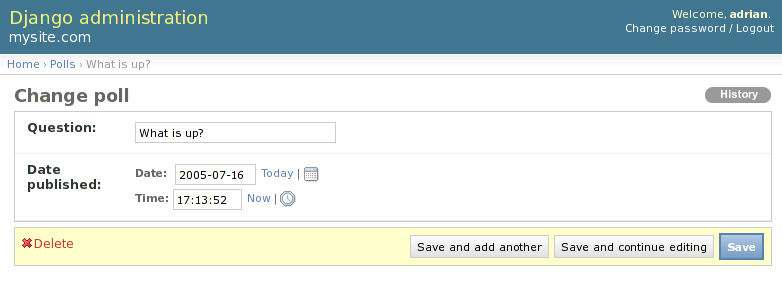 Django administration
mysite.com
Welcome, adrian.
Change password / Logout
Home › Polls › What is up?
Change poll
History
Question:
What is up?
Date published:
Date: 2005-07-16 Today |
Time: 17:13:52 Now |
Delete
Save and add another
Save and continue editing
Save